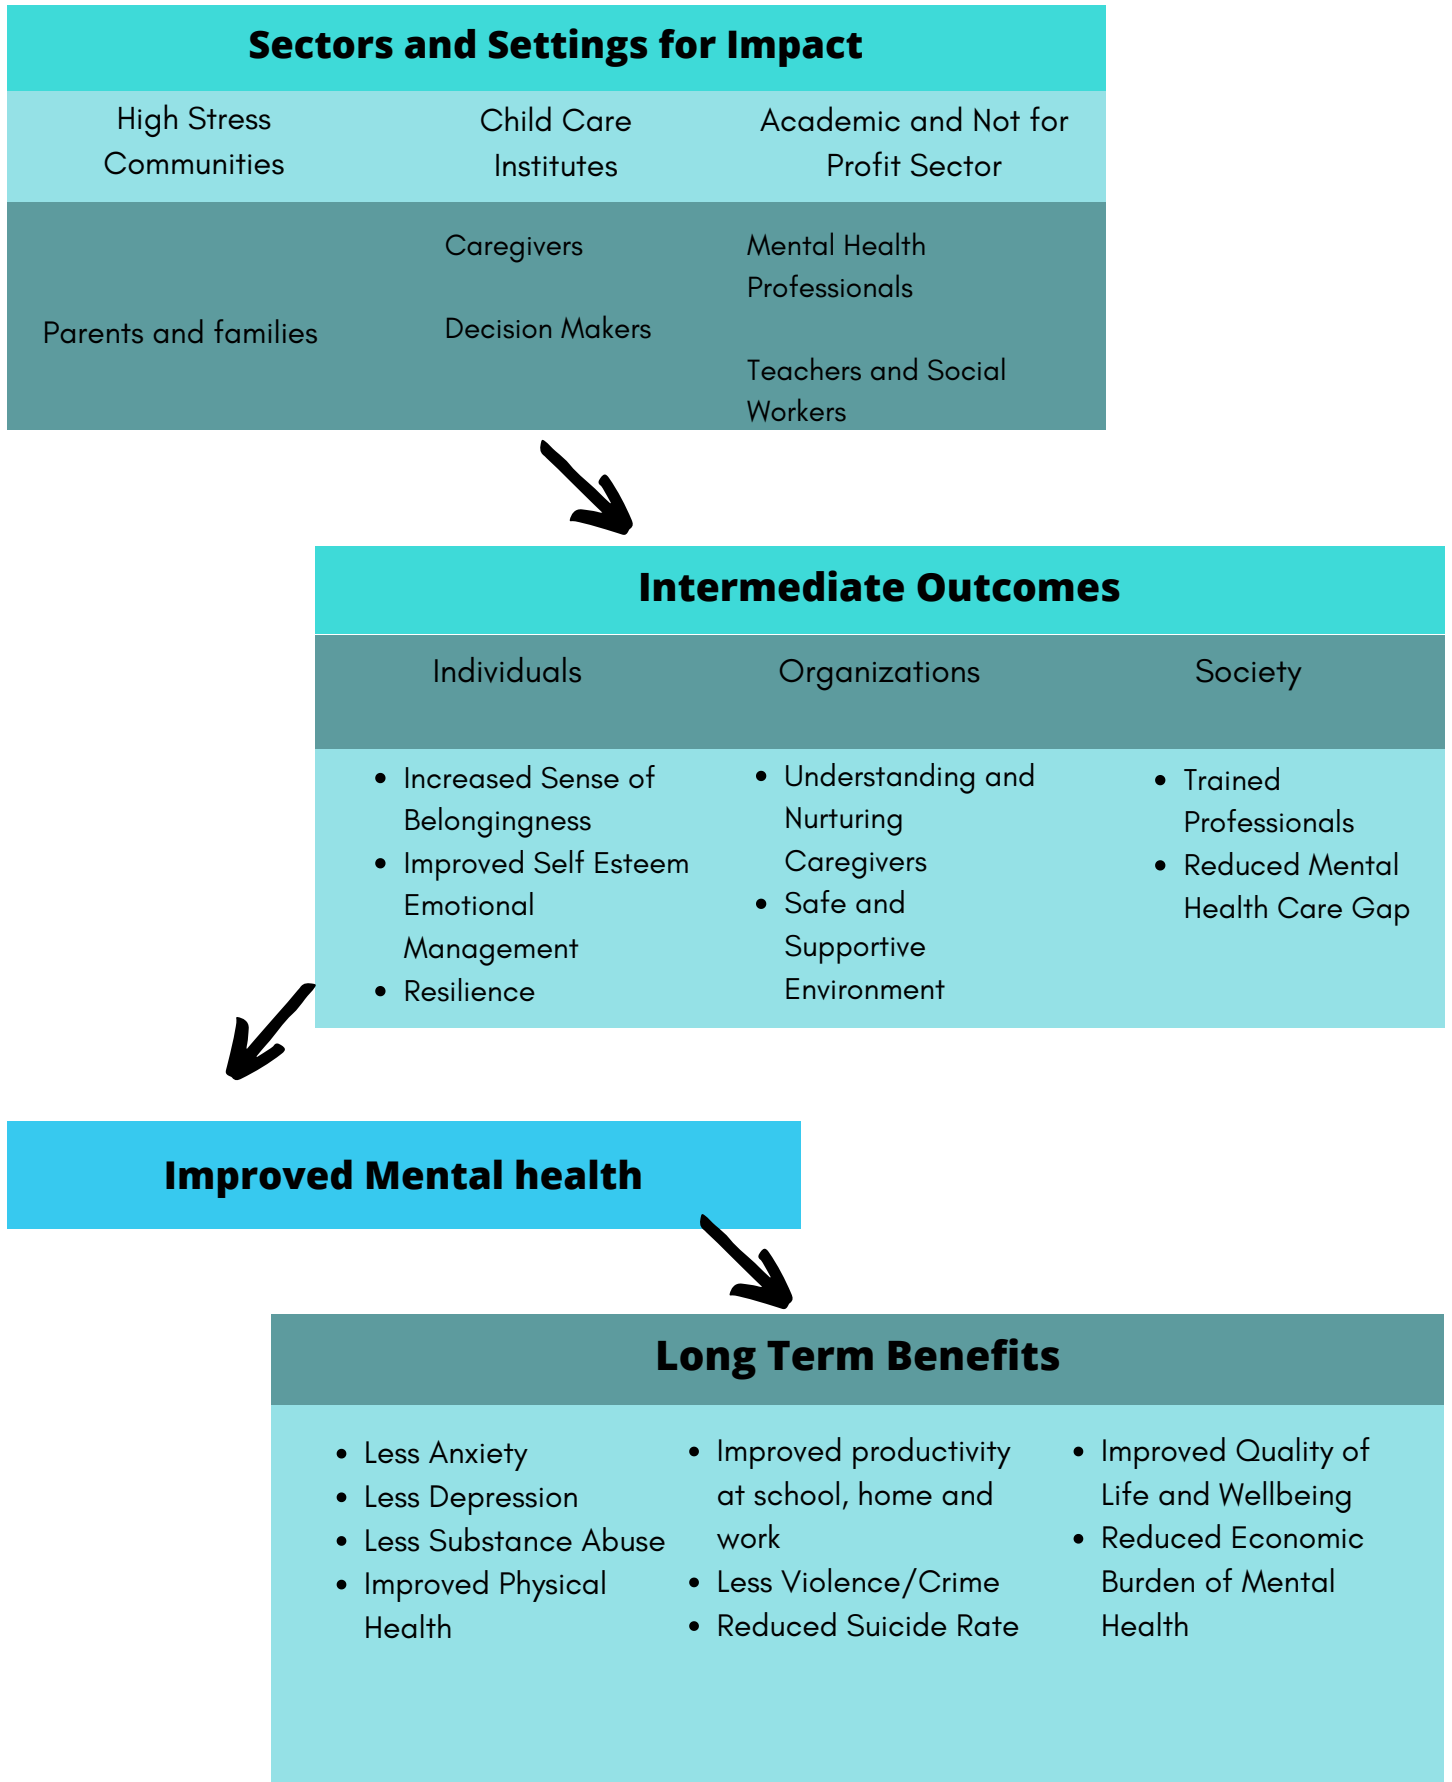 Sectors and Settings for Impact
High Stress
Communities
Child Care
Institutes
Academic and Not for
Profit Sector
Parents and families
Caregivers
Decision Makers
Mental Health
Professionals
Teachers and Social
Workers
Intermediate Outcomes
Individuals
Organizations
Society
• Increased Sense of
Belongingness
• Improved Self Esteem
Emotional
Management
• Resilience
• Understanding and
Nurturing
Caregivers
• Safe and
Supportive
Environment
• Trained
Professionals
• Reduced Mental
Health Care Gap
Improved Mental health
Long Term Benefits
• Less Anxiety
• Less Depression
• Less Substance Abuse
• Improved Physical
Health
• Improved productivity
at school, home and
work
• Less Violence/Crime
• Reduced Suicide Rate
• Improved Quality of
Life and Wellbeing
• Reduced Economic
Burden of Mental
Health